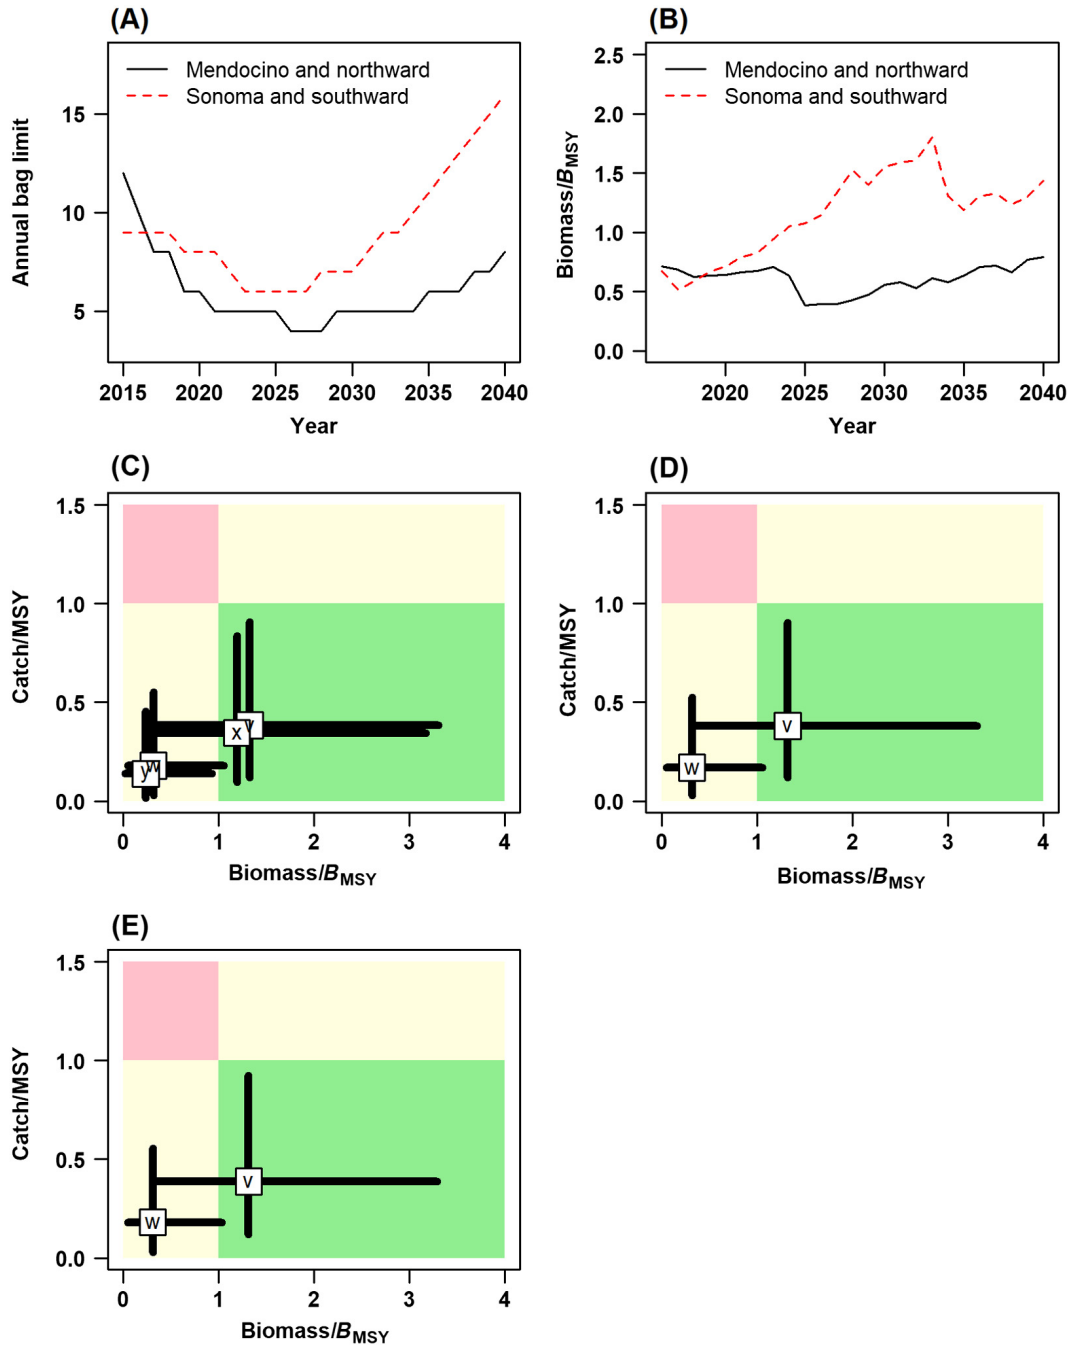 (A)
Mendocino and northward
Sonoma and southward
Annual bag limit
15
10
5
2015 2020 2025 2030 2035 2040
Year
(B)
Mendocino and northward
Sonoma and southward
Biomass/BMSY
2.5
2.0
1.5
1.0
0.5
0.0
2020 2025 2030 2035 2040
Year
(C)
Catch/MSY
1.5
1.0
0.5
0.0
v
x
w
y
0 1 2 3 4
Biomass/BMSY
(D)
Catch/MSY
1.5
1.0
0.5
0.0
v
w
0 1 2 3 4
Biomass/BMSY
(E)
Catch/MSY
1.5
1.0
0.5
0.0
v
w
0 1 2 3 4
Biomass/BMSY